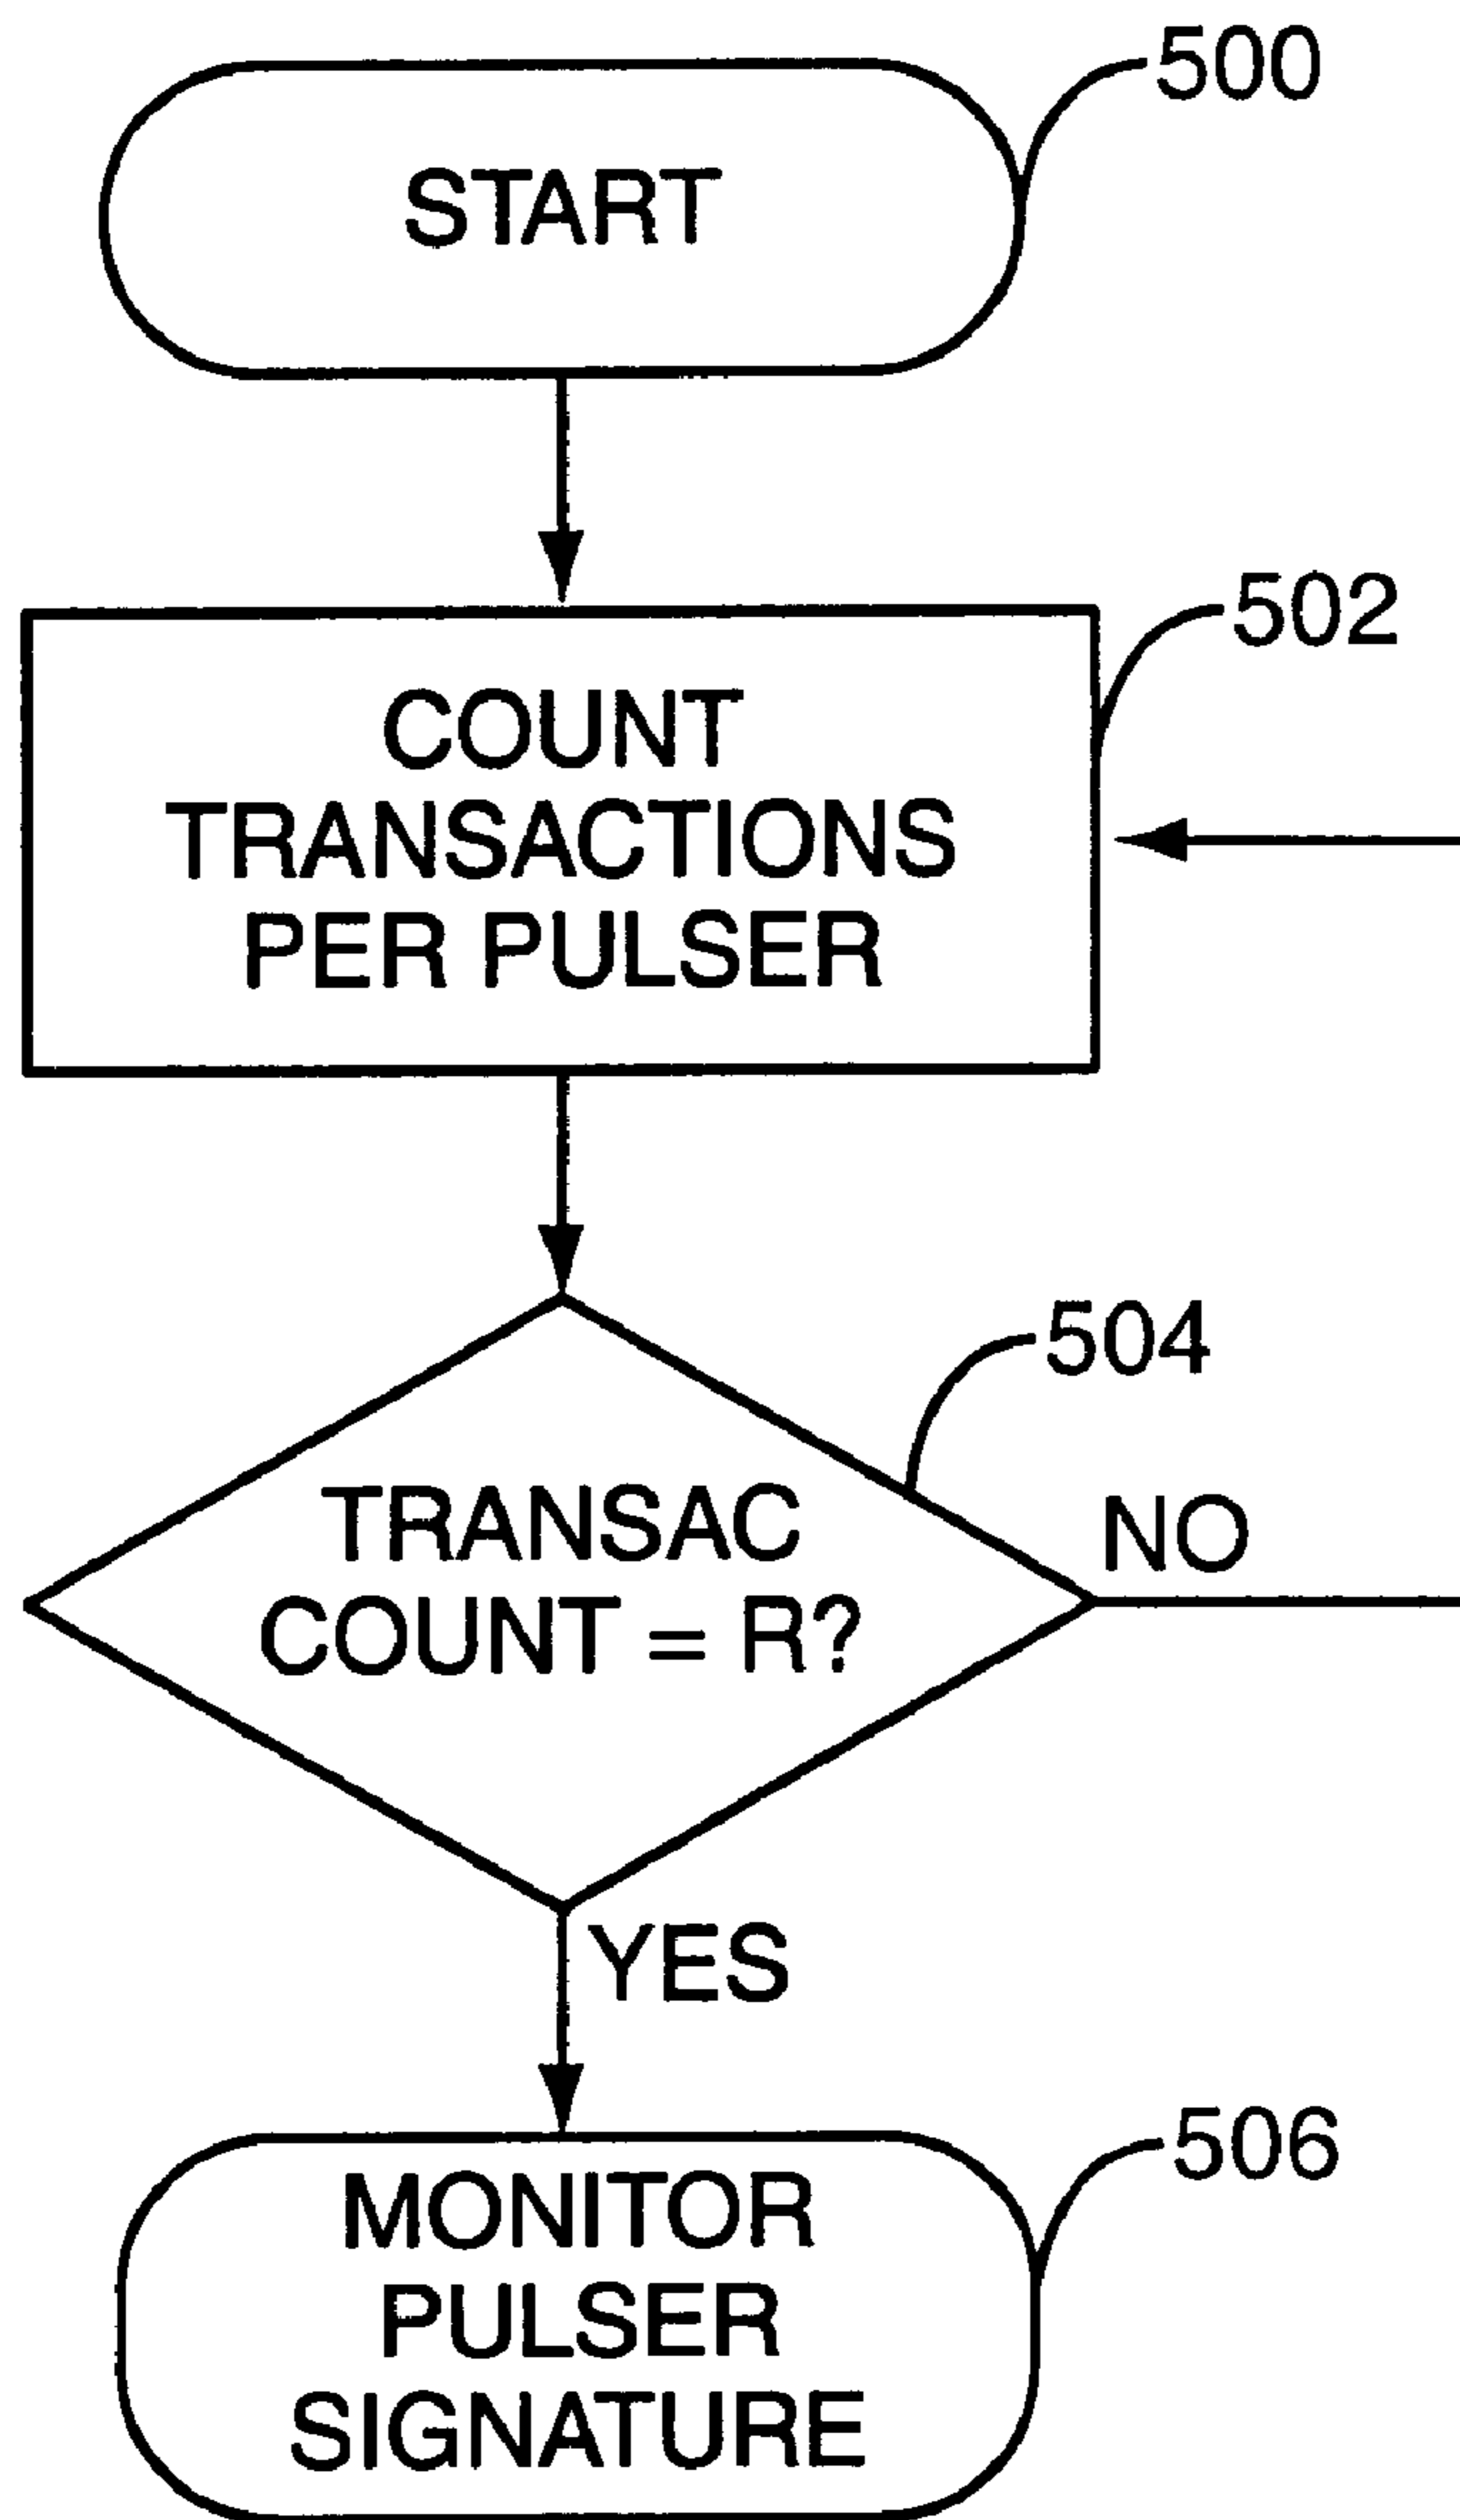 500
START
502
COUNT
TRANSACTIONS
PER PULSER
504
TRANSAC
COUNT = R?
NO
YES
506
MONITOR
PULSER
SIGNATURE